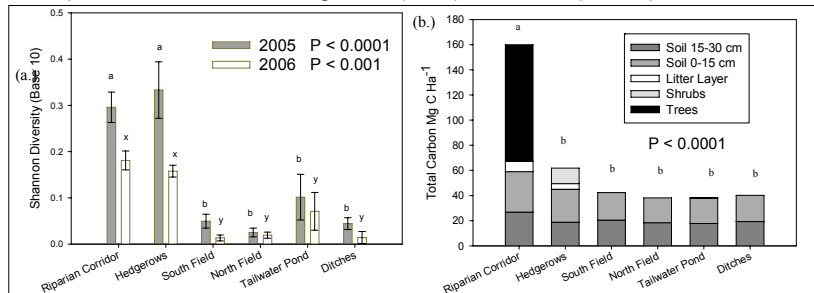 (a.)
Shannon Diversity (Base 10)
0.5
0.4
0.3
0.2
0.1
0.0
2005 P < 0.0001
2006 P < 0.001
a
x
a
x
b
y
b
y
b
y
b
y
Riparian Corridor
Hedgerows
South Field
North Field
Tailwater Pond
Ditches
(b.)
Total Carbon Mg C Ha-1
180
160
140
120
100
80
60
40
20
0
Soil 15-30 cm
Soil 0-15 cm
Litter Layer
Shrubs
Trees
P < 0.0001
a
b
b
b
b
b
Riparian Corridor
Hedgerows
South Field
North Field
Tailwater Pond
Ditches